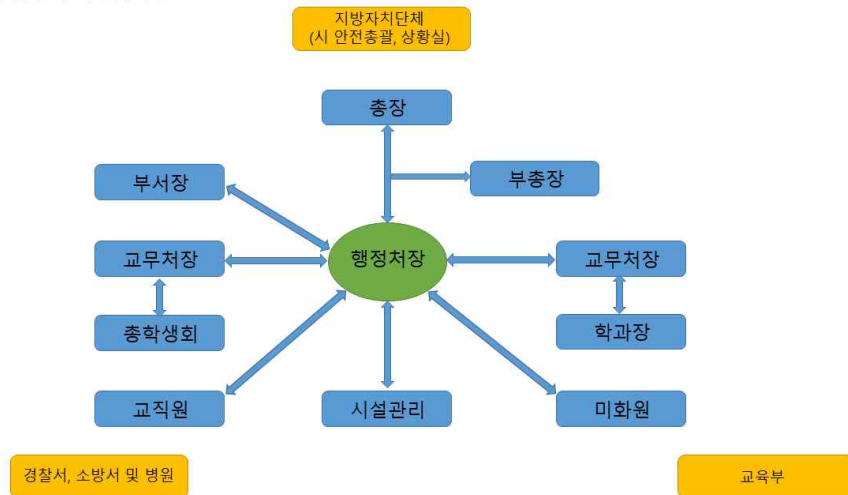 지방자치단체
(시 안전총괄, 상황실)
총장
부서장
부총장
교무처장
행정처장
교무처장
총학생회
학과장
교직원
시설관리
미화원
경찰서, 소방서 및 병원
교육부